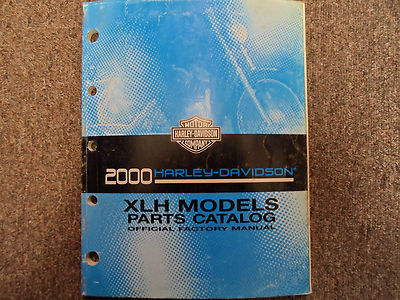 MOTOR
HARLEY-DAVIDSON
COMPANY
2000 HARLEY-DAVIDSON®
XLH MODELS
PARTS CATALOG
OFFICIAL FACTORY MANUAL